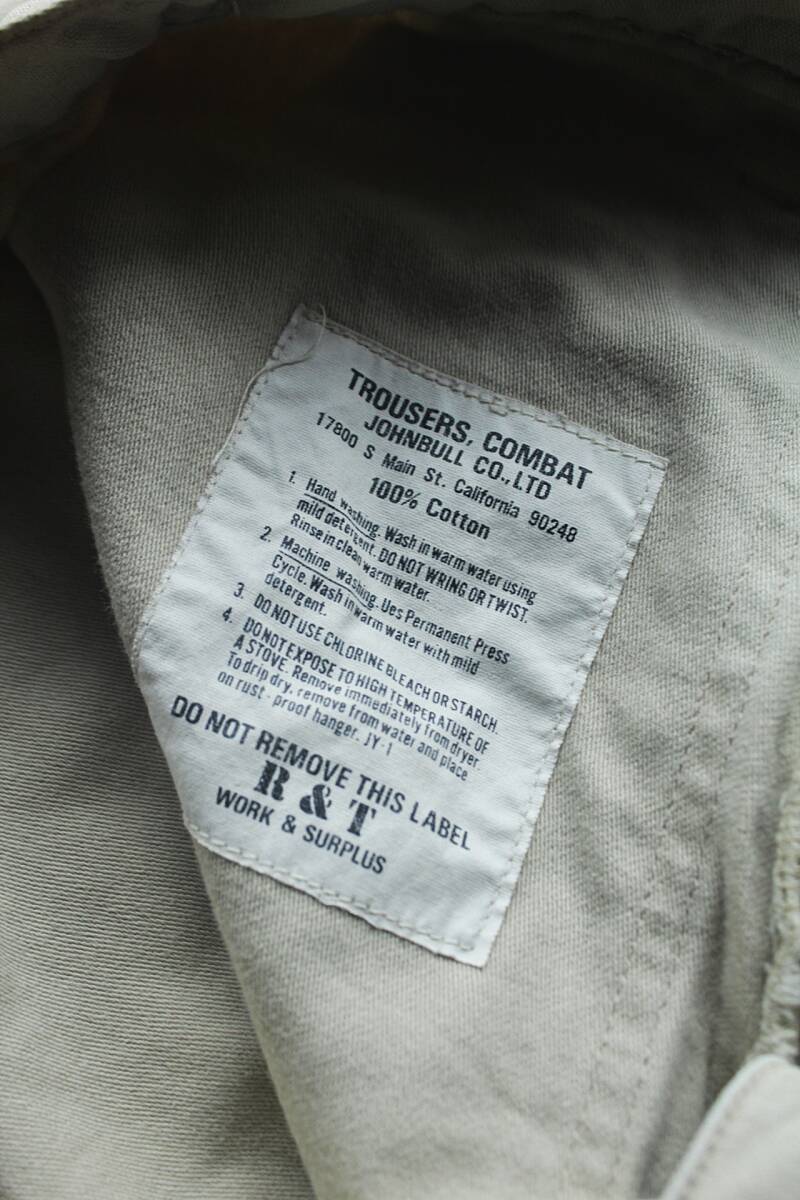 TROUSERS, COMBAT
JOHNBULL CO.,LTD
17800 S Main St. California 90248
100% Cotton
1. Hand washing. Wash in warm water using
mild detergent. DO NOT WRING OR TWIST.
Rinse in clean warm water.
2. Machine washing. Ues Permanent Press
Cycle. Wash in warm water with mild
detergent.
3. DO NOT USE CHLORINE BLEACH OR STARCH.
4. DO NOT EXPOSE TO HIGH TEMPERATURE OF
A STOVE. Remove immediately from dryer.
To drip dry, remove from water and place
on rust - proof hanger. JY-1
DO NOT REMOVE THIS LABEL
R & T
WORK & SURPLUS